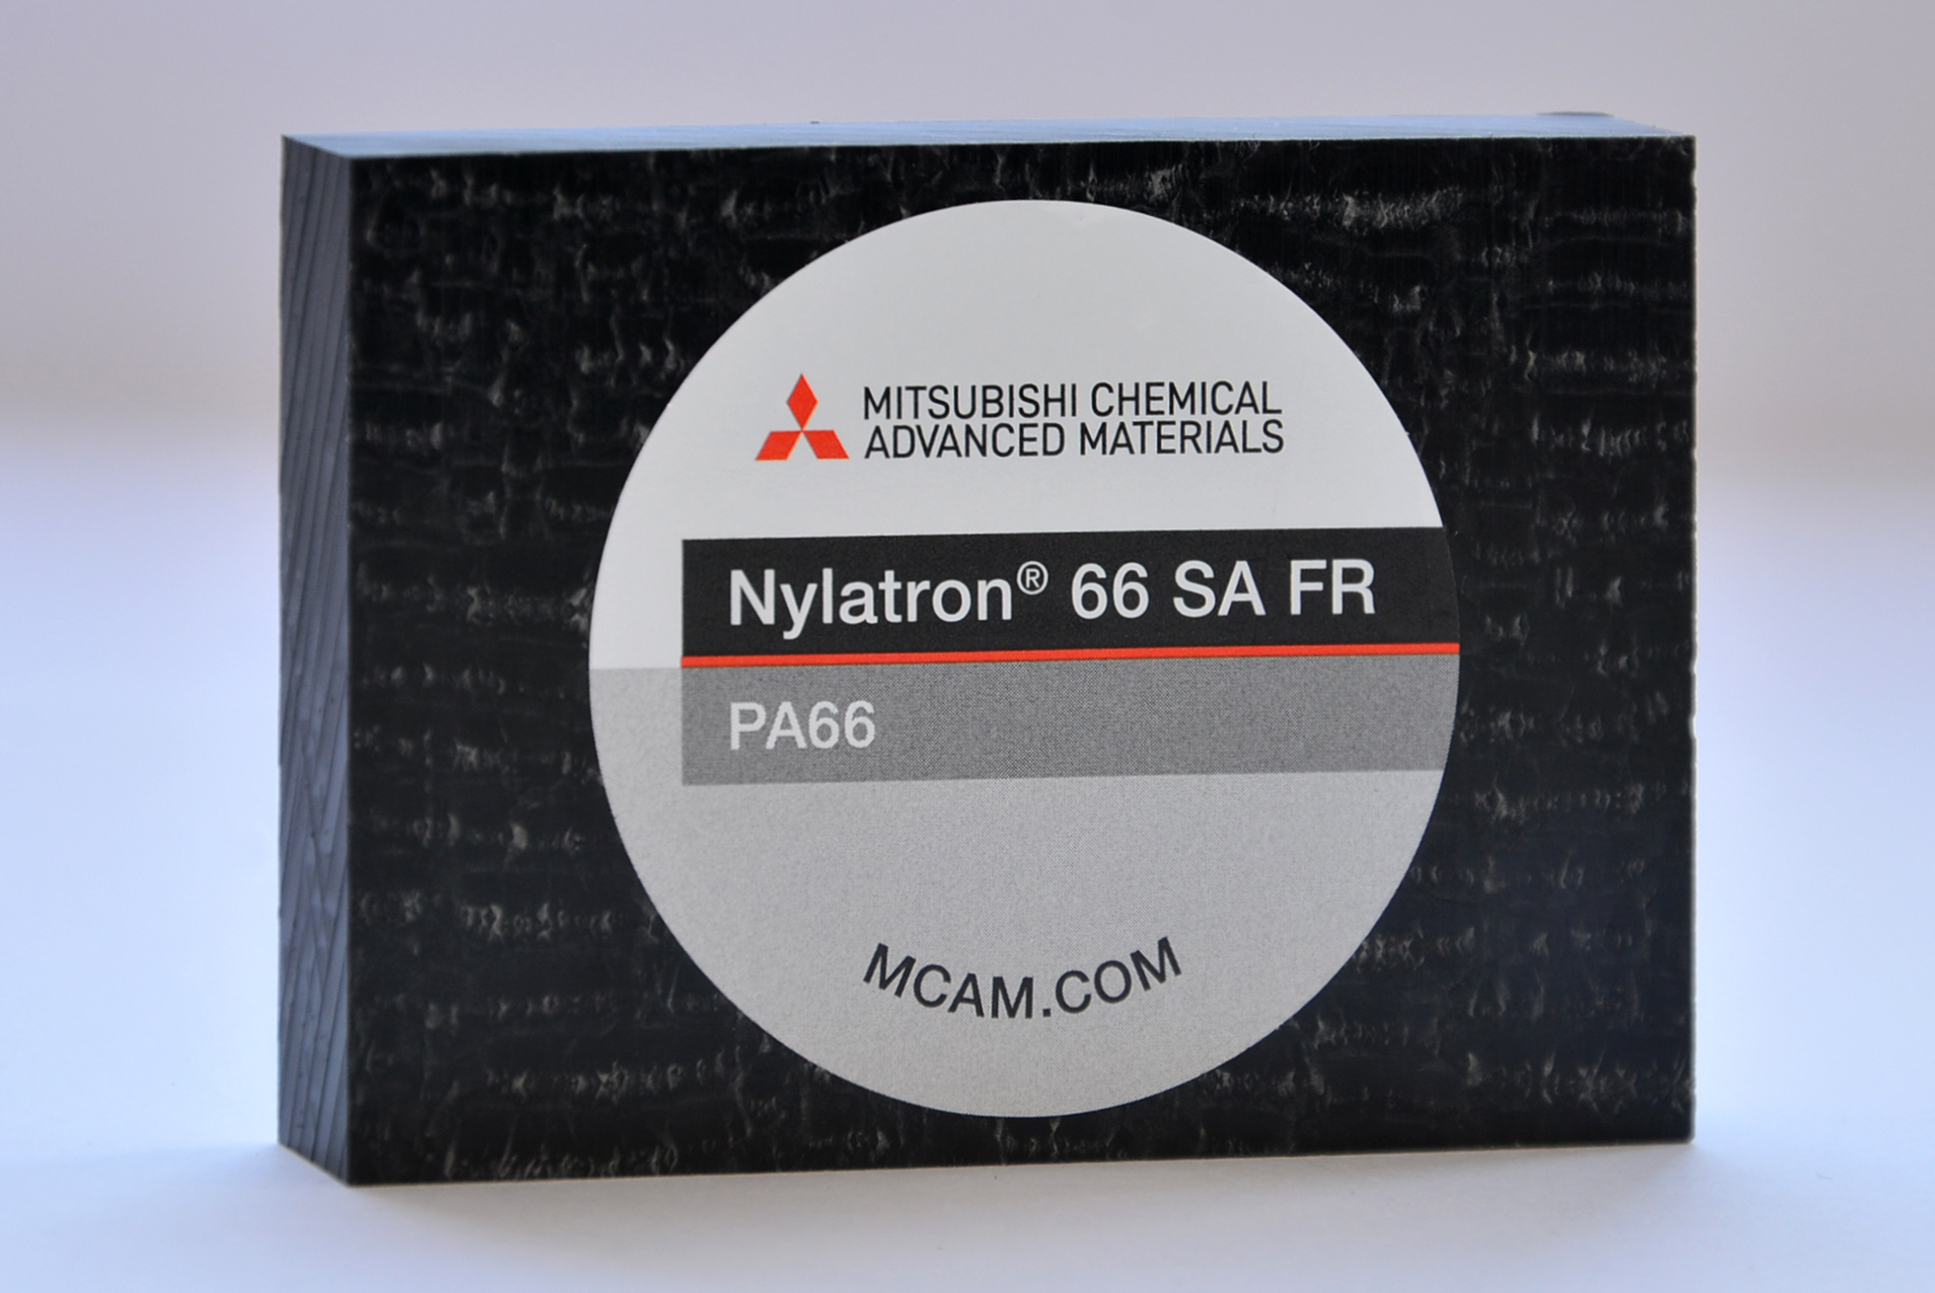 MITSUBISHI CHEMICAL
ADVANCED MATERIALS
Nylatron® 66 SA FR
PA66
MCAM.COM